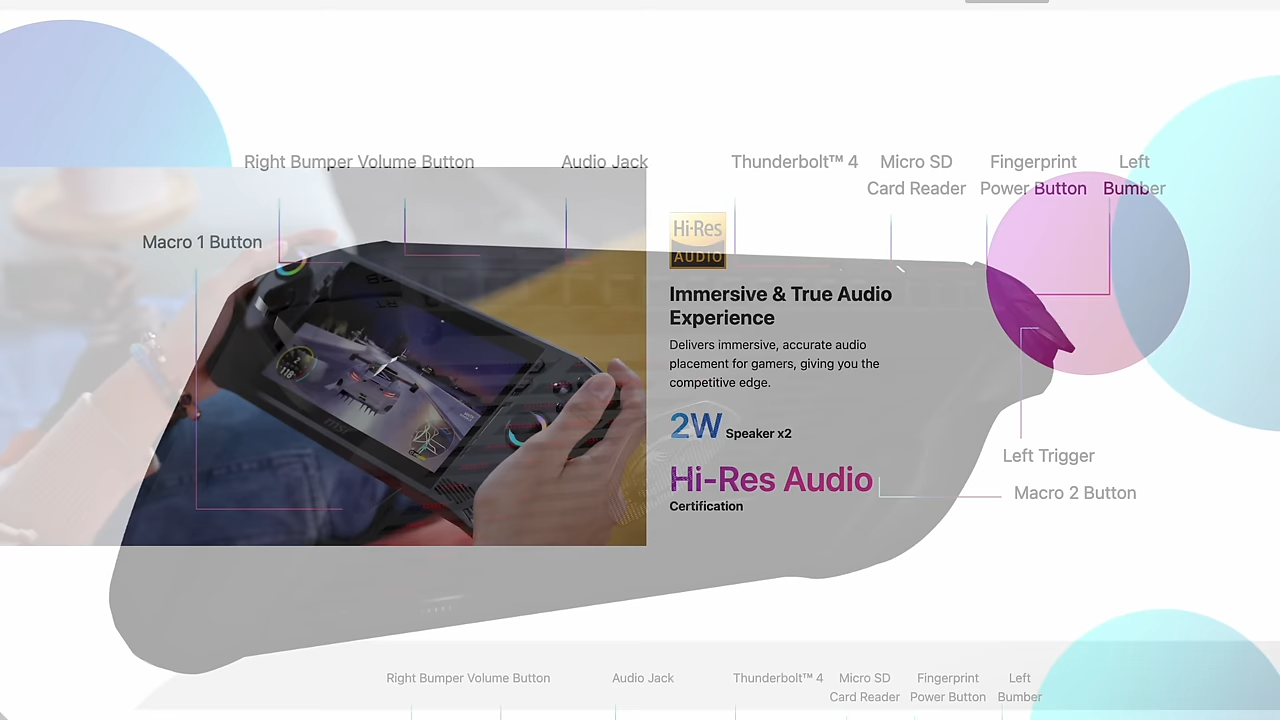 Right Bumper Volume Button
Audio Jack
Thunderbolt™ 4
Micro SD
Card Reader
Fingerprint
Power Button
Left
Bumber
Macro 1 Button
Hi-Res
AUDIO
Immersive & True Audio
Experience
Delivers immersive, accurate audio
placement for gamers, giving you the
competitive edge.
2W Speaker x2
Hi-Res Audio
Certification
Left Trigger
Macro 2 Button
118
msi
Right Bumper Volume Button
Audio Jack
Thunderbolt™ 4
Micro SD
Card Reader
Fingerprint
Power Button
Left
Bumber